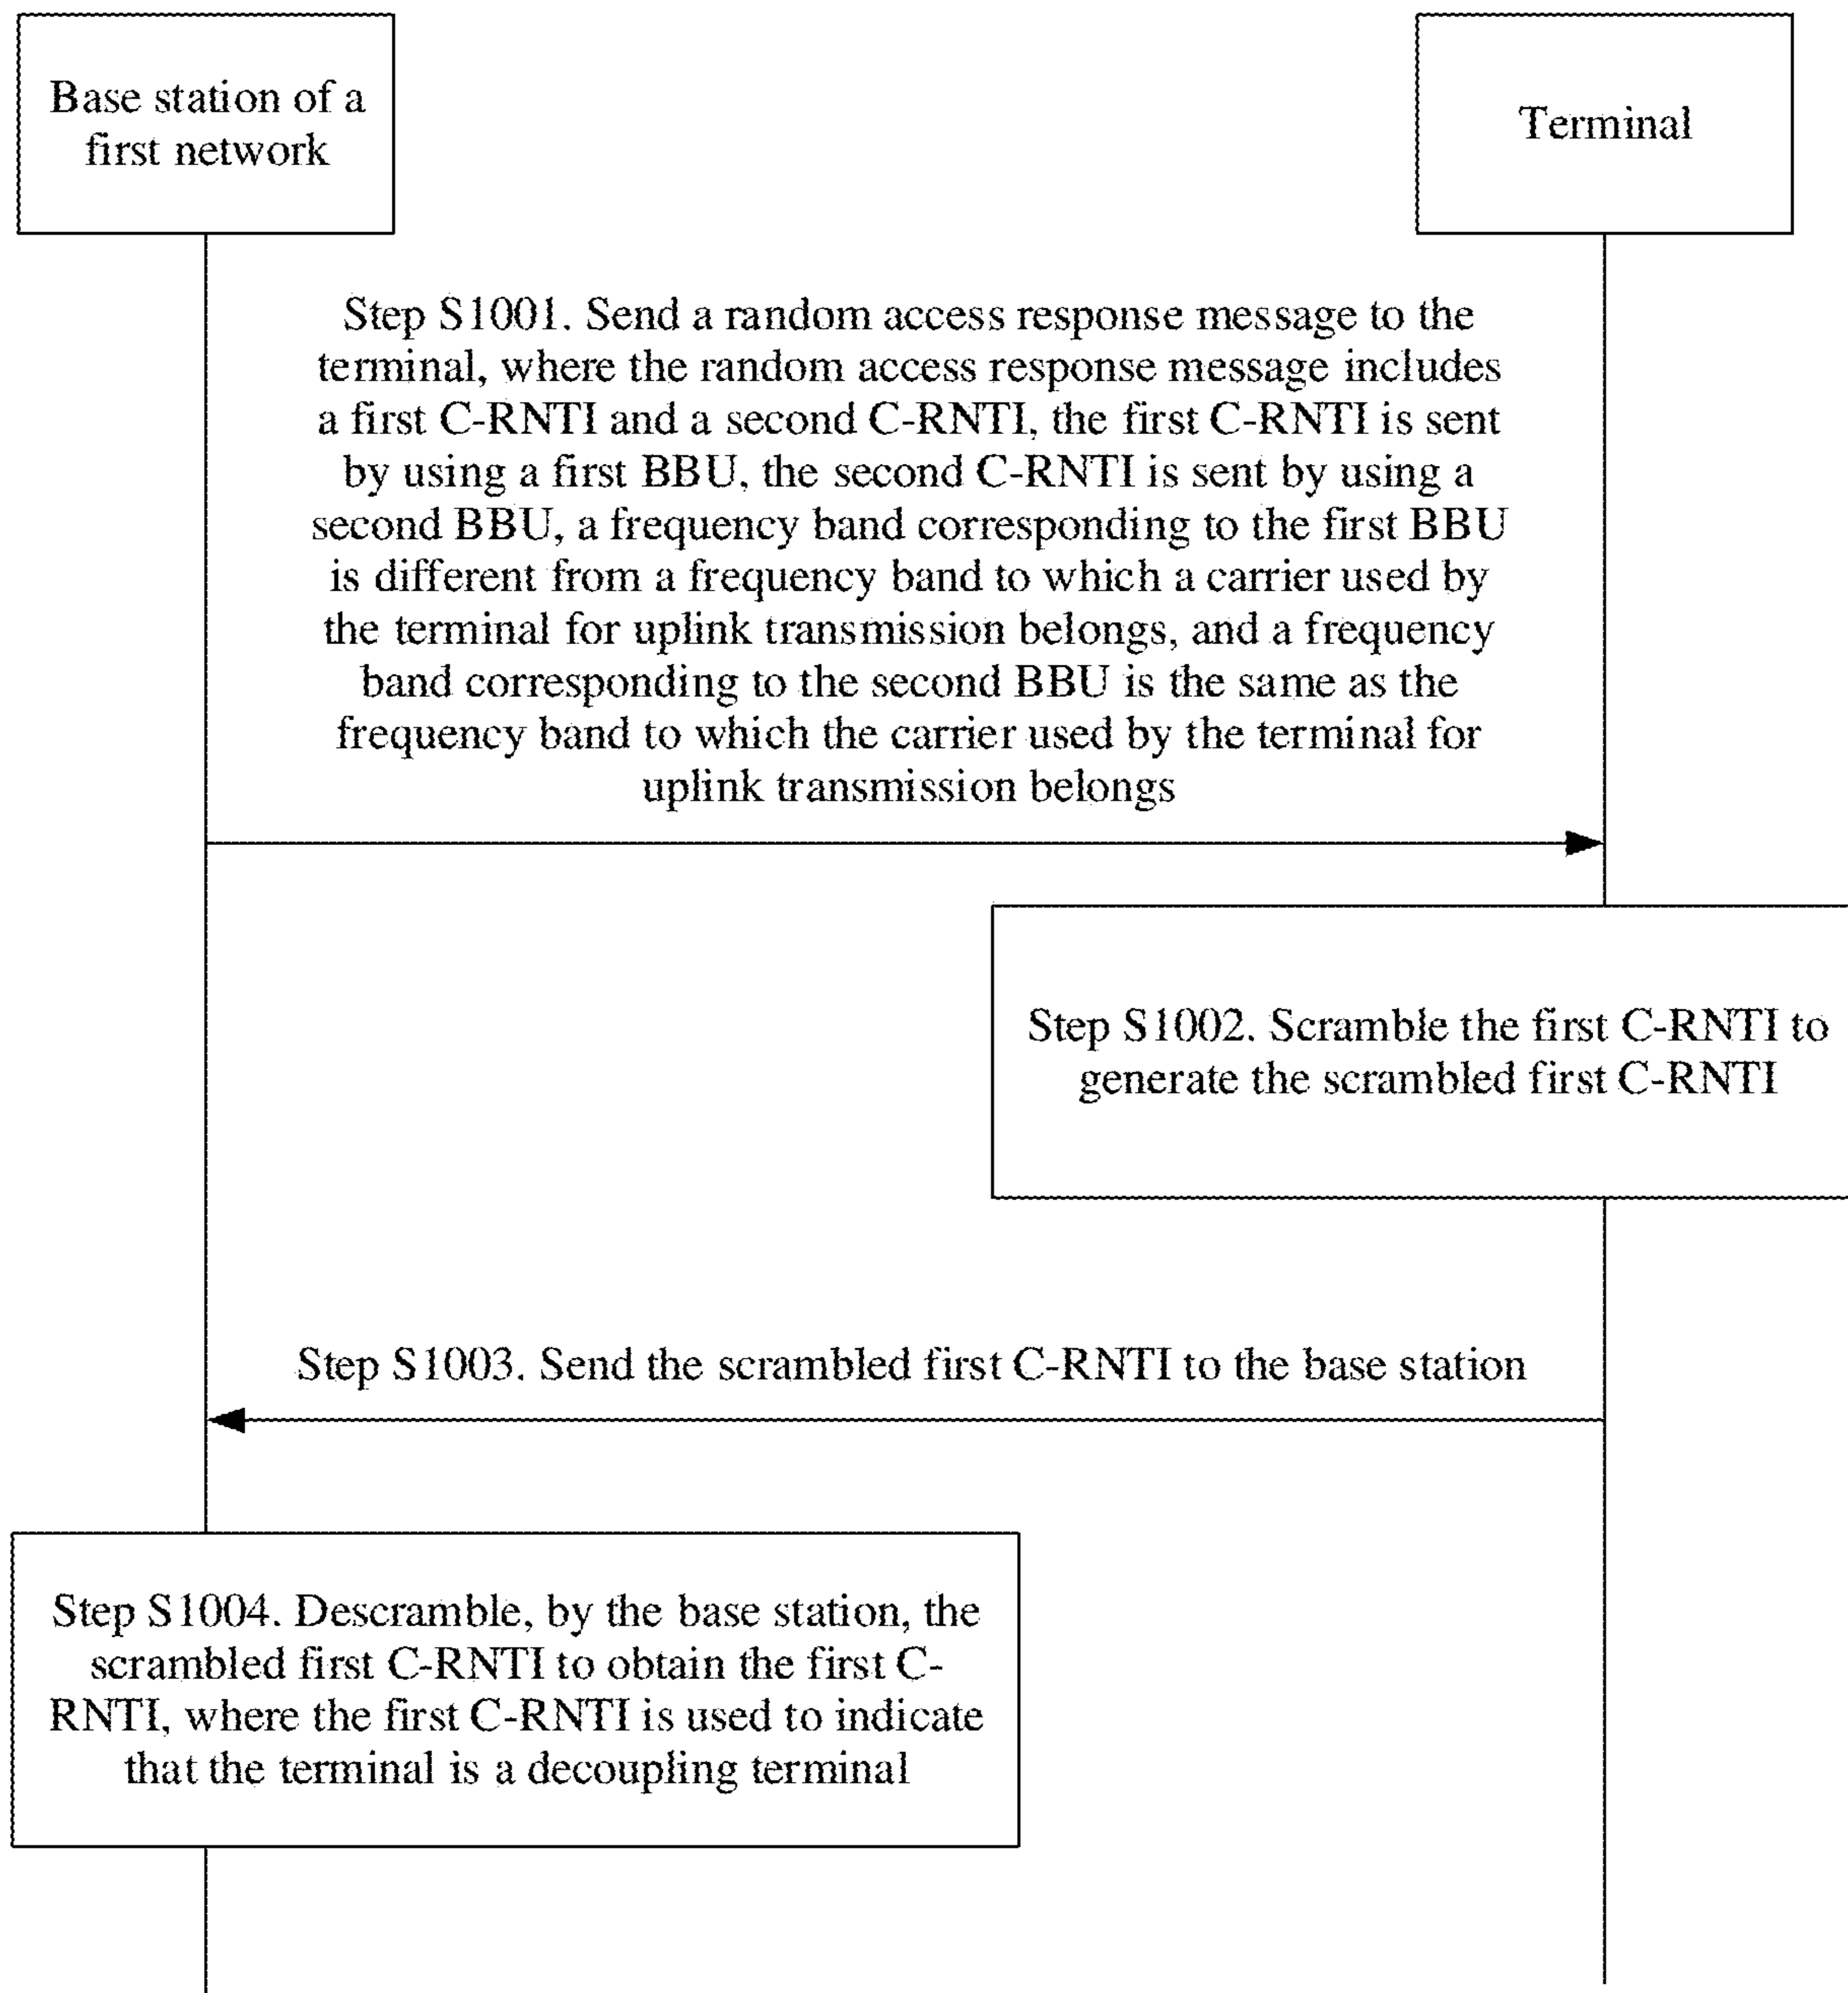 Base station of a
first network
Terminal
Step S1001. Send a random access response message to the
terminal, where the random access response message includes
a first C-RNTI and a second C-RNTI, the first C-RNTI is sent
by using a first BBU, the second C-RNTI is sent by using a
second BBU, a frequency band corresponding to the first BBU
is different from a frequency band to which a carrier used by
the terminal for uplink transmission belongs, and a frequency
band corresponding to the second BBU is the same as the
frequency band to which the carrier used by the terminal for
uplink transmission belongs
Step S1002. Scramble the first C-RNTI to
generate the scrambled first C-RNTI
Step S1003. Send the scrambled first C-RNTI to the base station
Step S1004. Descramble, by the base station, the
scrambled first C-RNTI to obtain the first C-
RNTI, where the first C-RNTI is used to indicate
that the terminal is a decoupling terminal